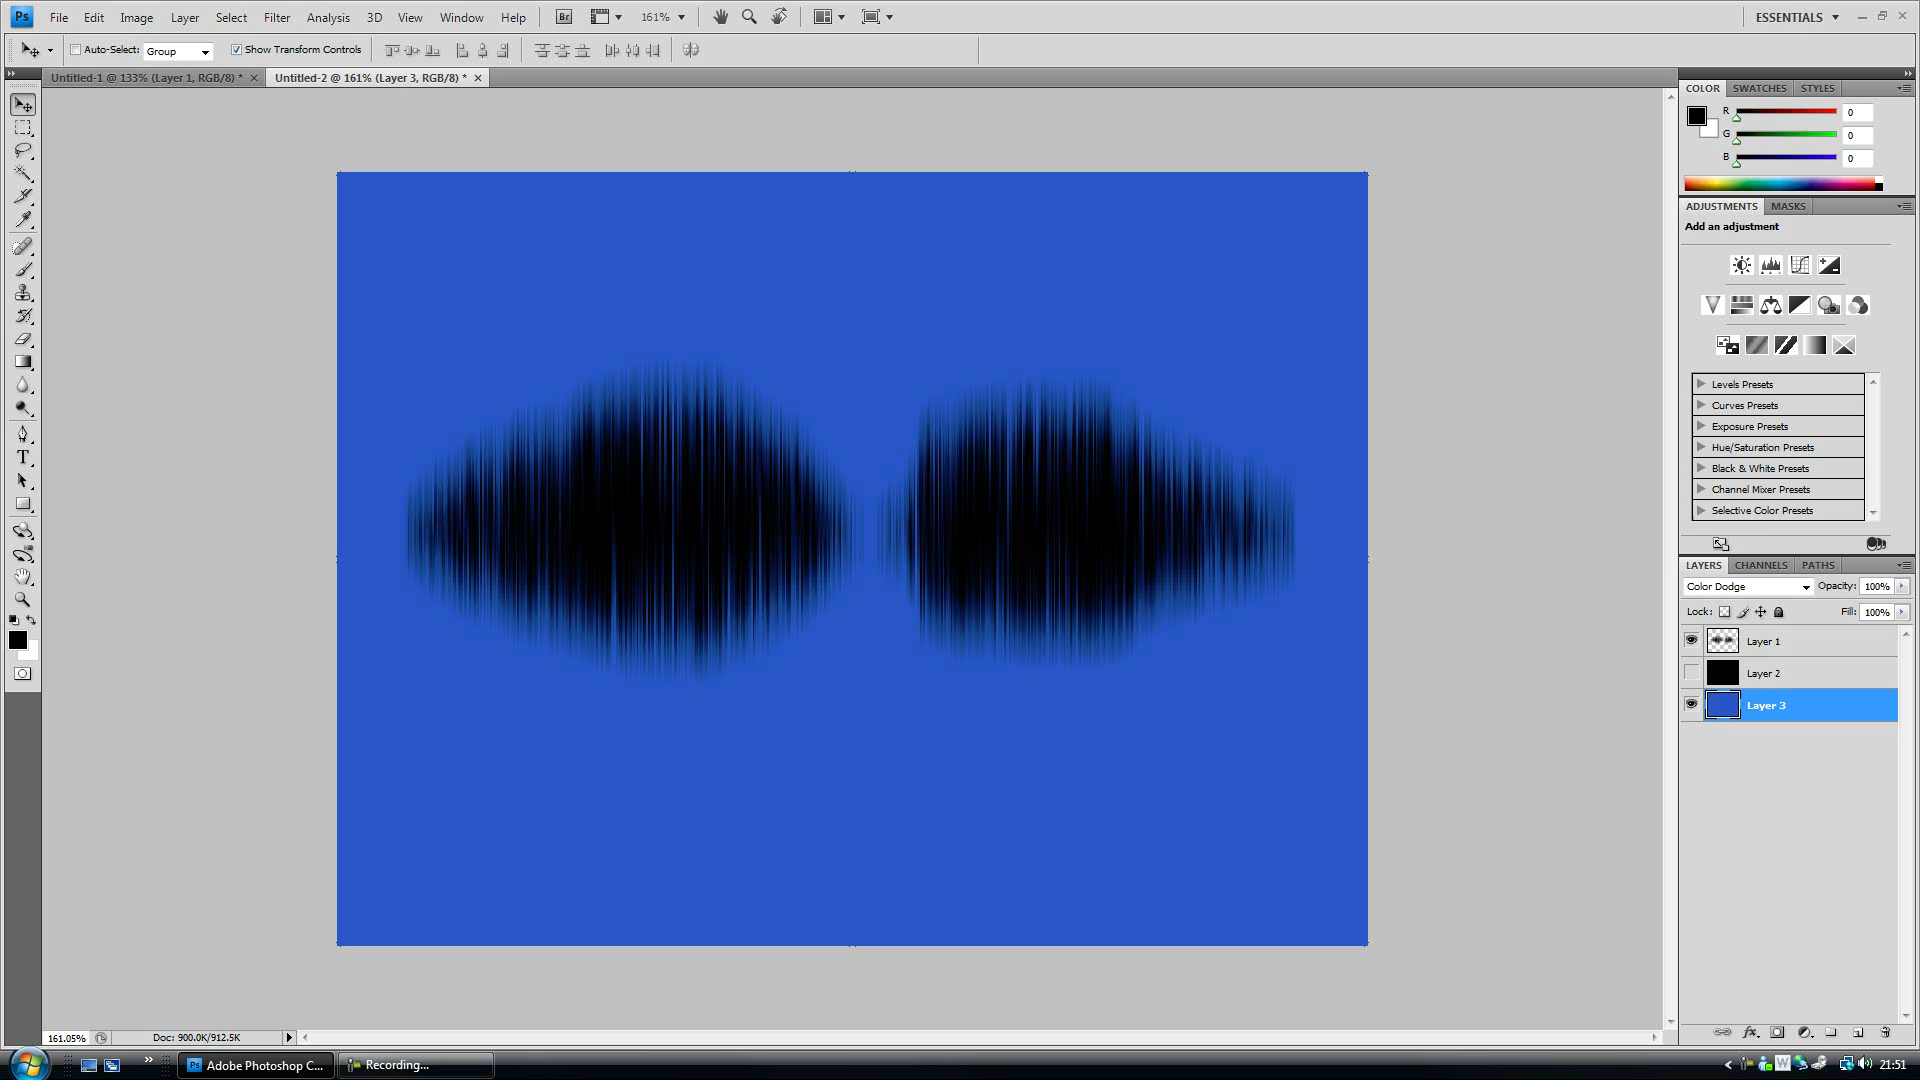 Ps File Edit Image Layer Select Filter Analysis 3D View Window Help Br 161% ESSENTIALS
Auto-Select: Group Show Transform Controls
Untitled-1 @ 133% (Layer 1, RGB/8) * Untitled-2 @ 161% (Layer 3, RGB/8) *
COLOR SWATCHES STYLES
R 0
G 0
B 0
ADJUSTMENTS MASKS
Add an adjustment
Levels Presets
Curves Presets
Exposure Presets
Hue/Saturation Presets
Black & White Presets
Channel Mixer Presets
Selective Color Presets
LAYERS CHANNELS PATHS
Color Dodge Opacity: 100%
Lock: Fill: 100%
Layer 1
Layer 2
Layer 3
T
fx
161.05% Doc: 900.0K/912.5K
Ps Adobe Photoshop C... Recording... W 21:51